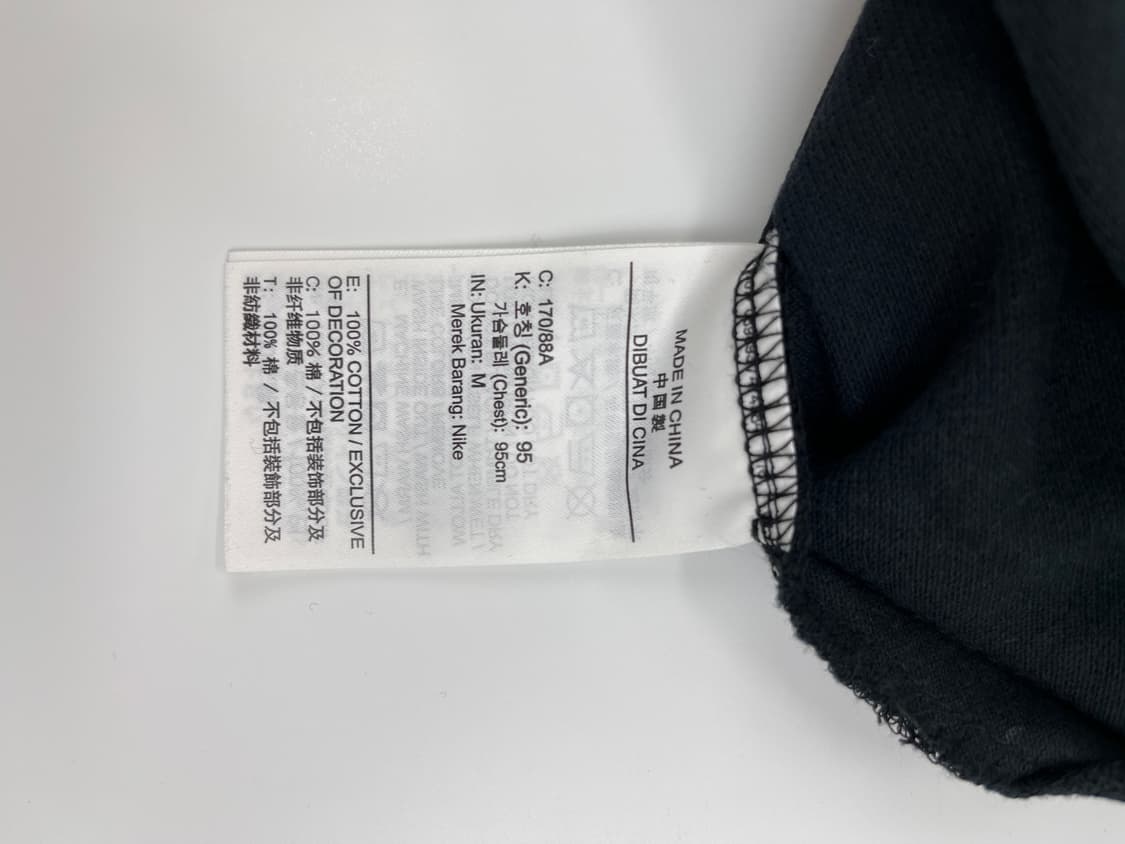 MADE IN CHINA
中国製
DIBUAT DI CINA
C: 170/88A
K: 호칭 (Generic): 95
가슴둘레 (Chest): 95cm
IN: Ukuran: M
Merek Barang: Nike
E: 100% COTTON / EXCLUSIVE
OF DECORATION
C: 100% 棉 / 不包括装饰部分及
非纤维物质
T: 100% 棉 / 不包括裝飾部分及
非紡織材料